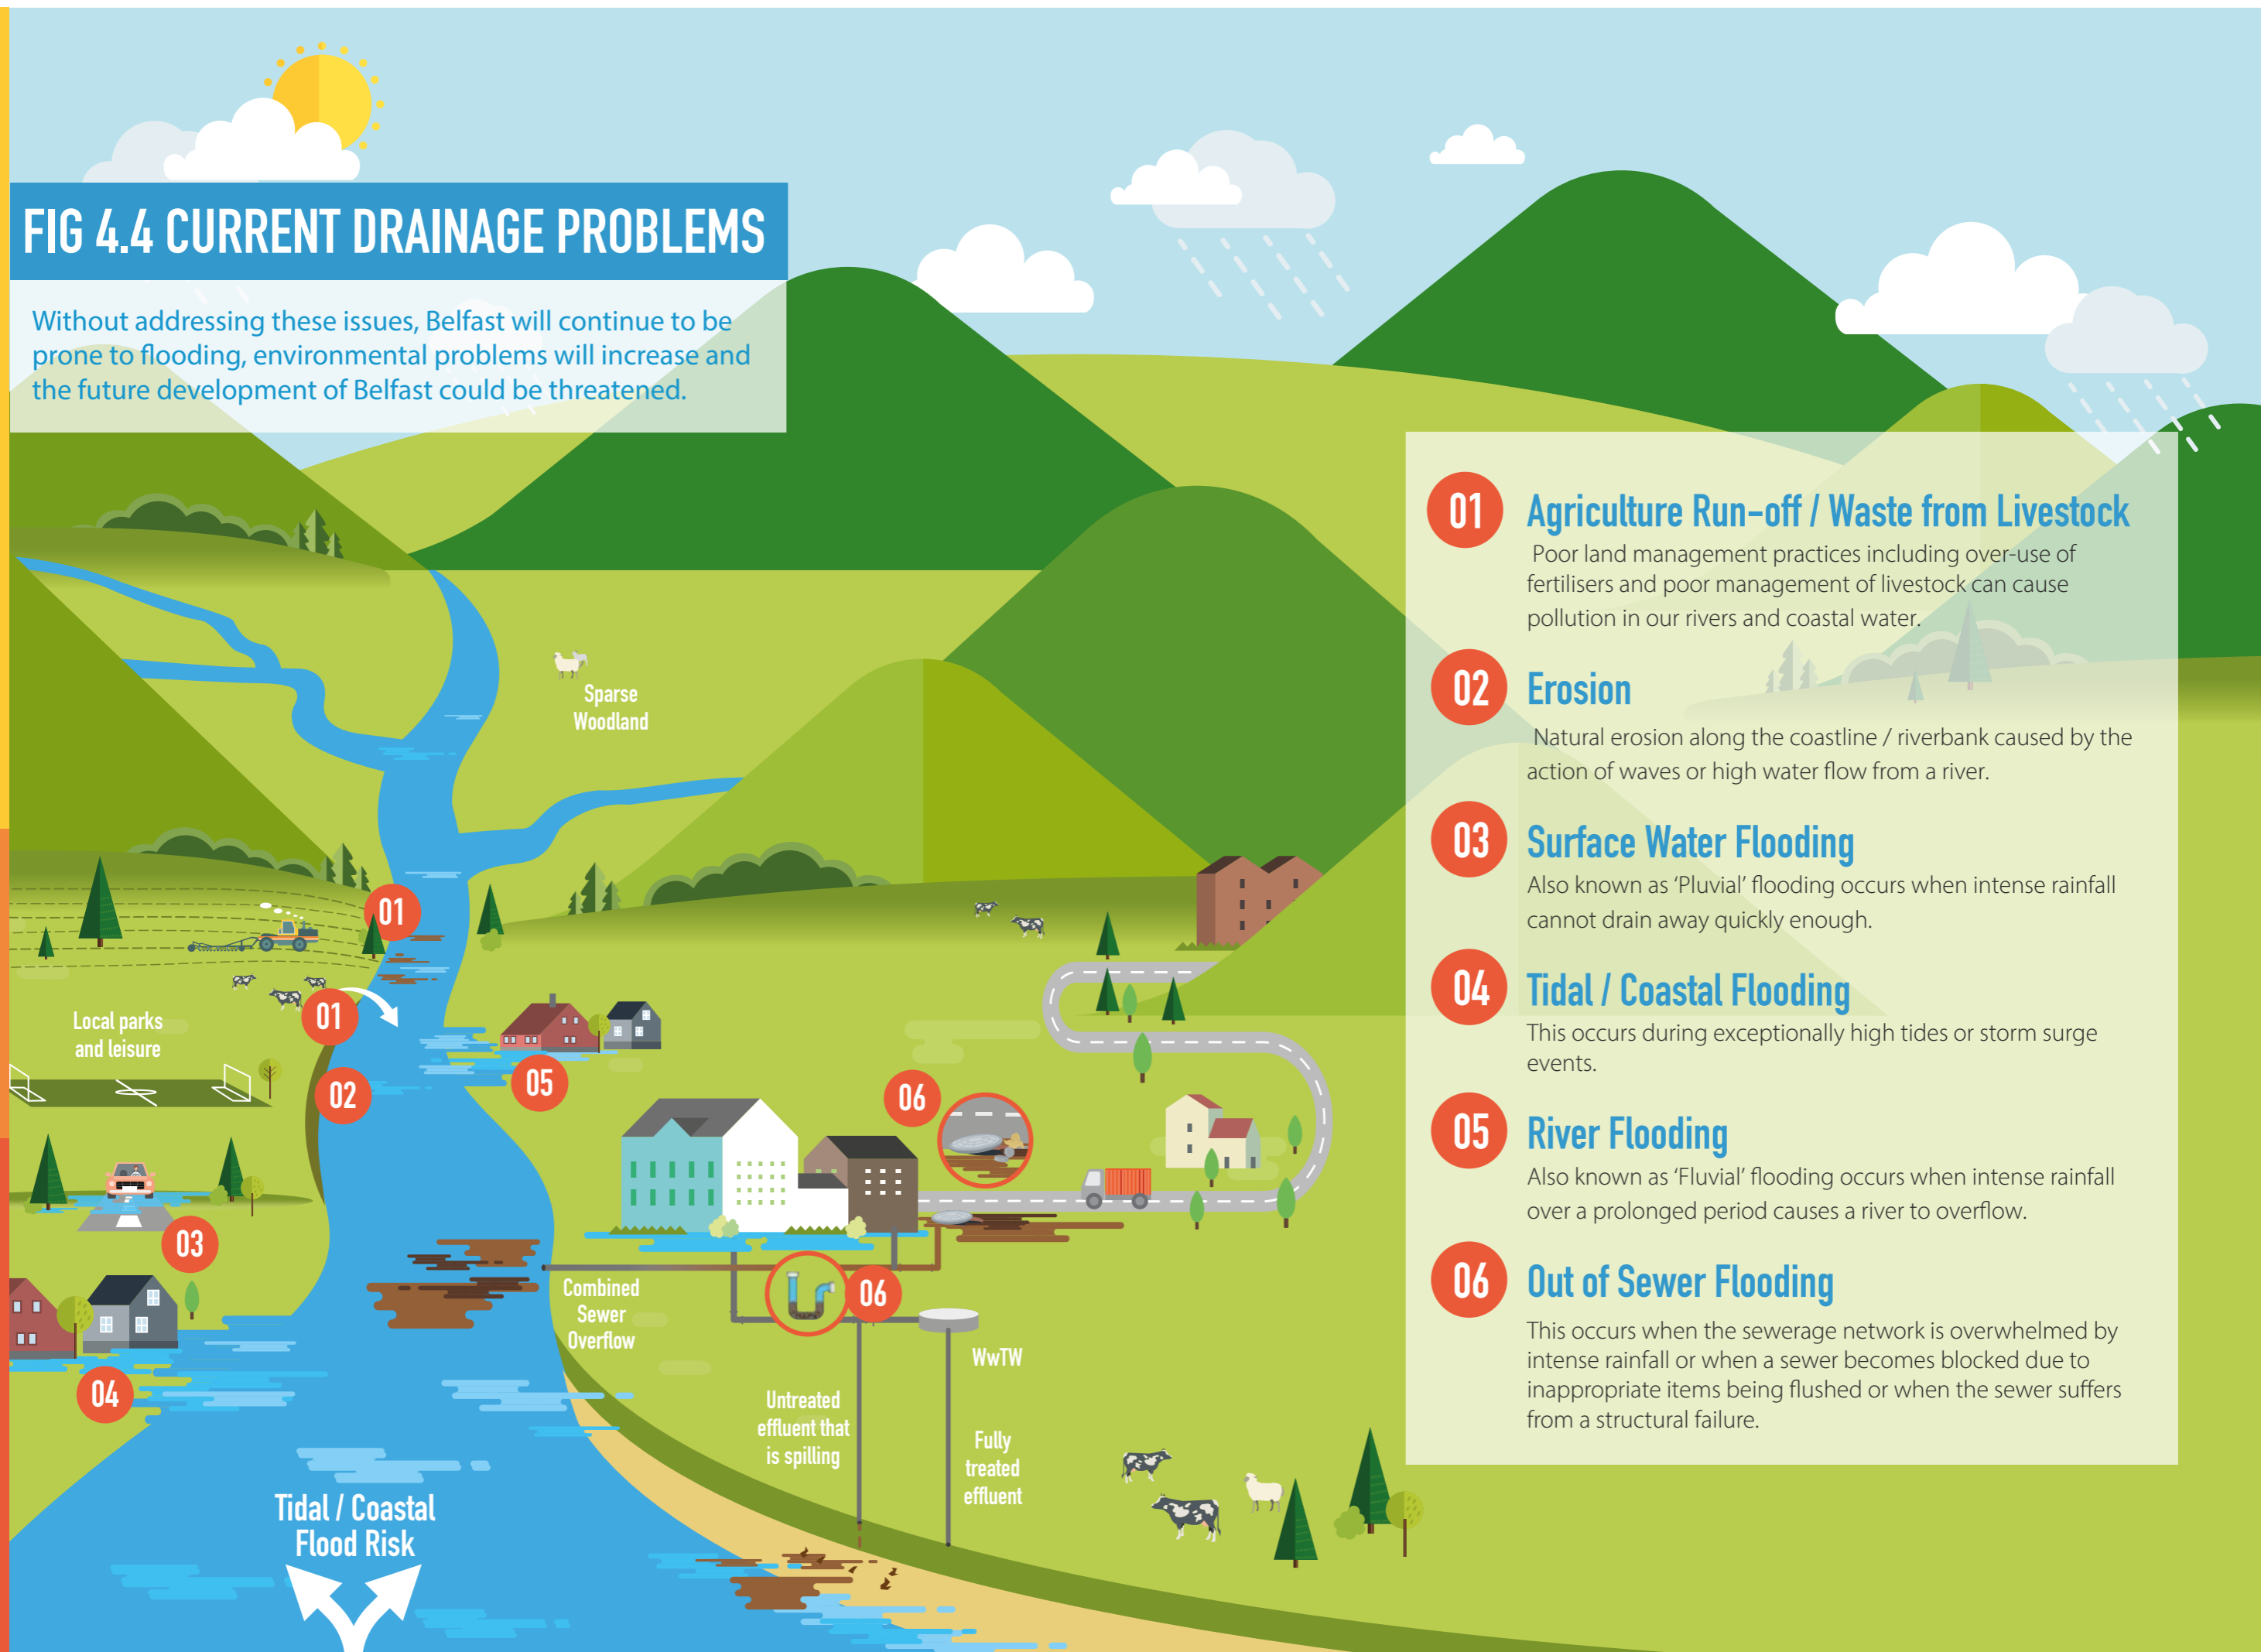 FIG 4.4 CURRENT DRAINAGE PROBLEMS
Without addressing these issues, Belfast will continue to be
prone to flooding, environmental problems will increase and
the future development of Belfast could be threatened.
Sparse
Woodland
01
01
Local parks
and leisure
02
05
06
03
Combined
Sewer
Overflow
06
WwTW
04
Untreated
effluent that
is spilling
Fully
treated
effluent
Tidal / Coastal
Flood Risk
01
Agriculture Run-off / Waste from Livestock
Poor land management practices including over-use of
fertilisers and poor management of livestock can cause
pollution in our rivers and coastal water.
02
Erosion
Natural erosion along the coastline / riverbank caused by the
action of waves or high water flow from a river.
03
Surface Water Flooding
Also known as ‘Pluvial’ flooding occurs when intense rainfall
cannot drain away quickly enough.
04
Tidal / Coastal Flooding
This occurs during exceptionally high tides or storm surge
events.
05
River Flooding
Also known as ‘Fluvial’ flooding occurs when intense rainfall
over a prolonged period causes a river to overflow.
06
Out of Sewer Flooding
This occurs when the sewerage network is overwhelmed by
intense rainfall or when a sewer becomes blocked due to
inappropriate items being flushed or when the sewer suffers
from a structural failure.